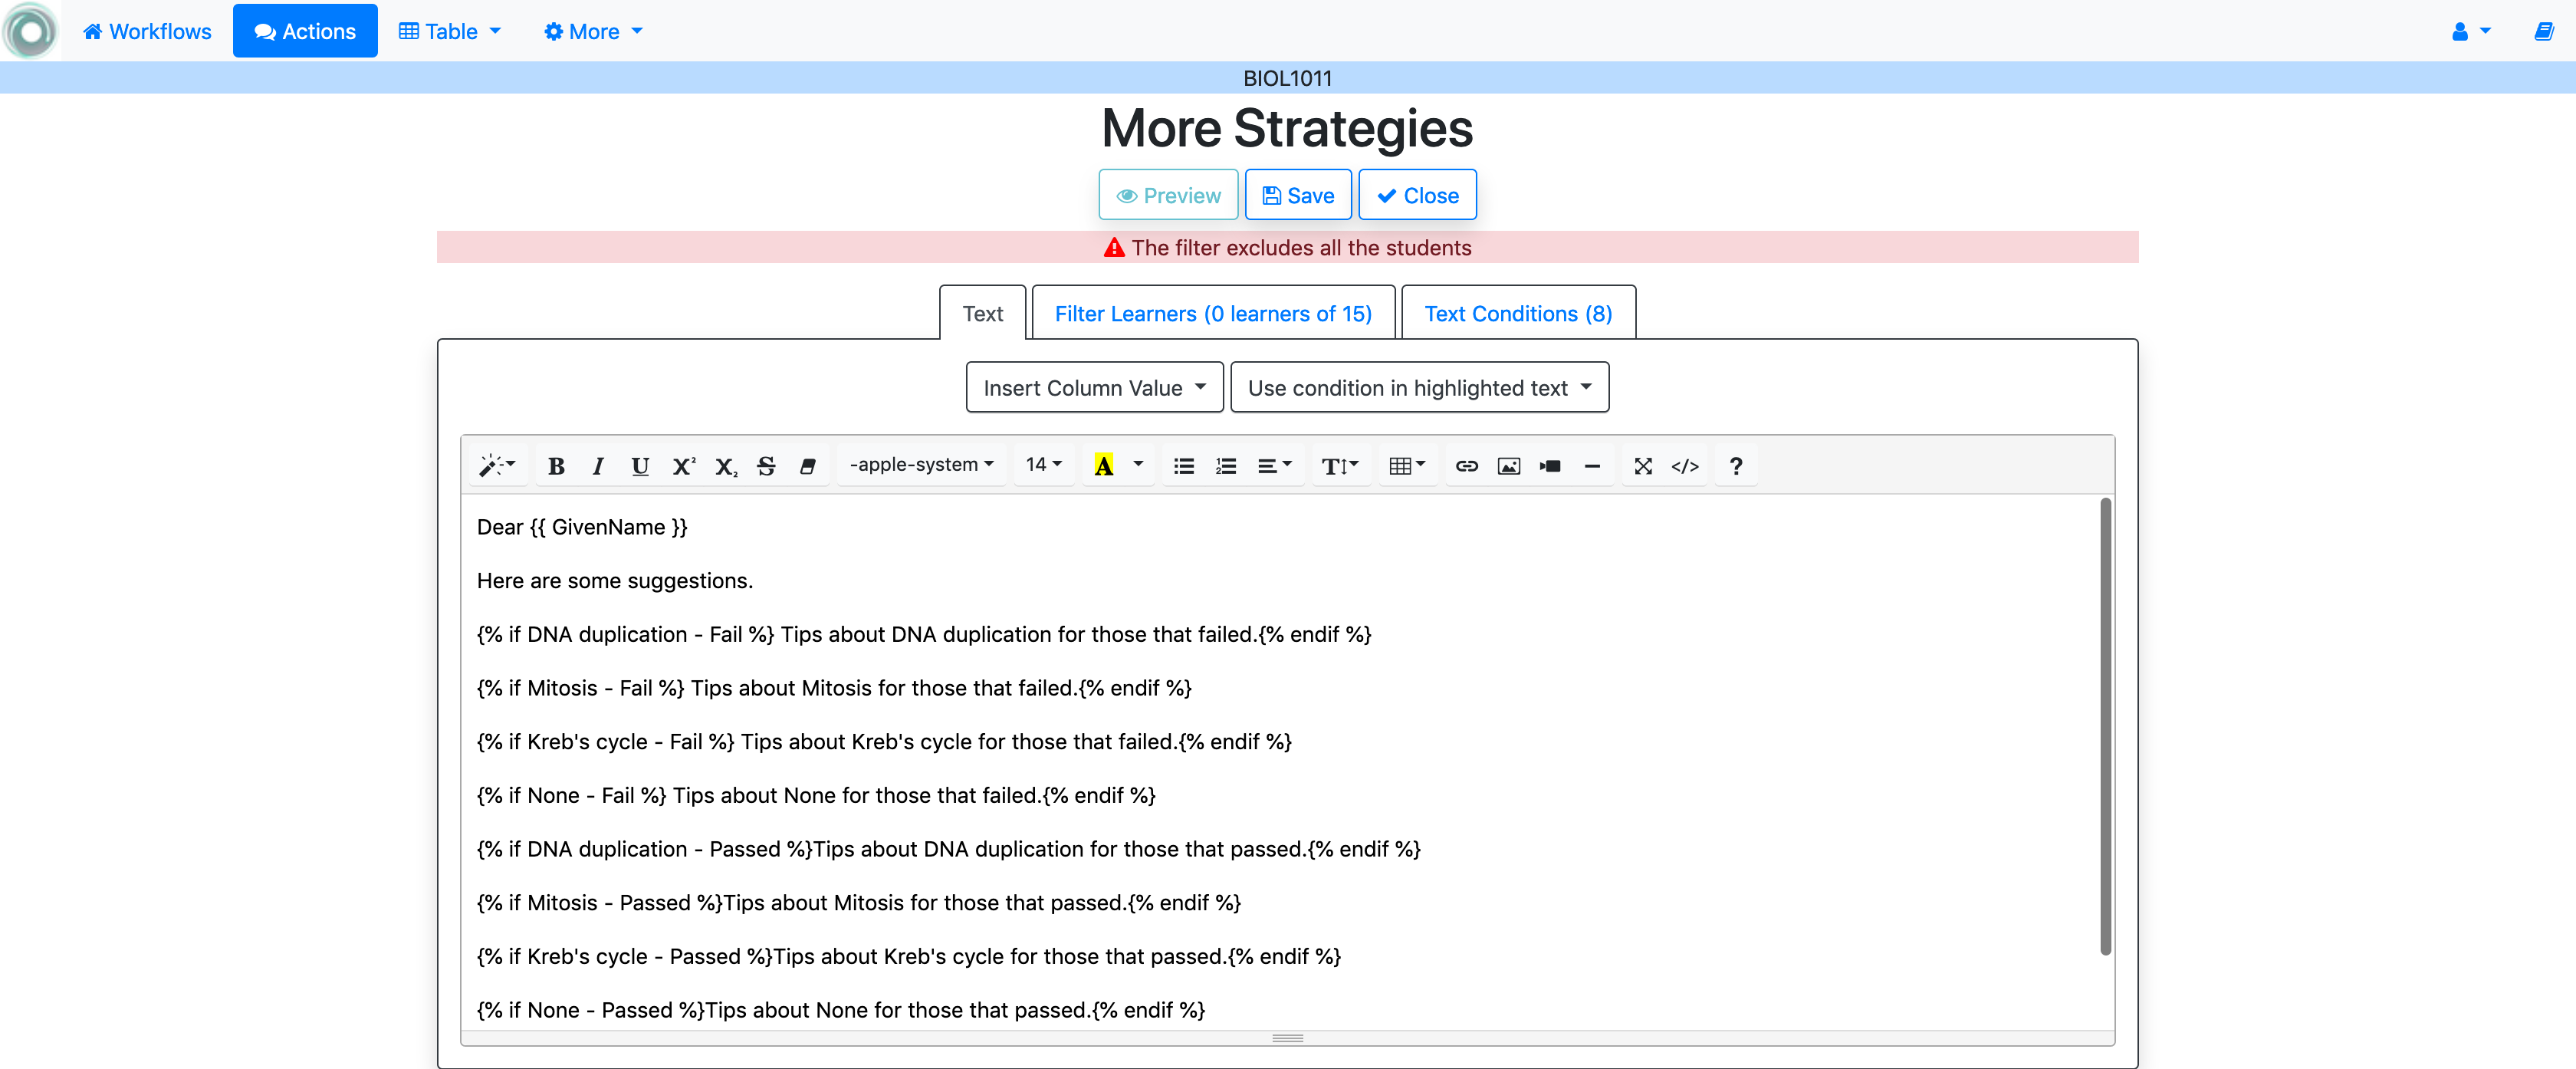 Workflows Actions Table More
BIOL1011
More Strategies
Preview Save Close
The filter excludes all the students
Text Filter Learners (0 learners of 15) Text Conditions (8)
Insert Column Value Use condition in highlighted text
B I U X² X₂ S -apple-system 14 A T </> ?
Dear {{ GivenName }}
Here are some suggestions.
{% if DNA duplication - Fail %} Tips about DNA duplication for those that failed.{% endif %}
{% if Mitosis - Fail %} Tips about Mitosis for those that failed.{% endif %}
{% if Kreb's cycle - Fail %} Tips about Kreb's cycle for those that failed.{% endif %}
{% if None - Fail %} Tips about None for those that failed.{% endif %}
{% if DNA duplication - Passed %}Tips about DNA duplication for those that passed.{% endif %}
{% if Mitosis - Passed %}Tips about Mitosis for those that passed.{% endif %}
{% if Kreb's cycle - Passed %}Tips about Kreb's cycle for those that passed.{% endif %}
{% if None - Passed %}Tips about None for those that passed.{% endif %}